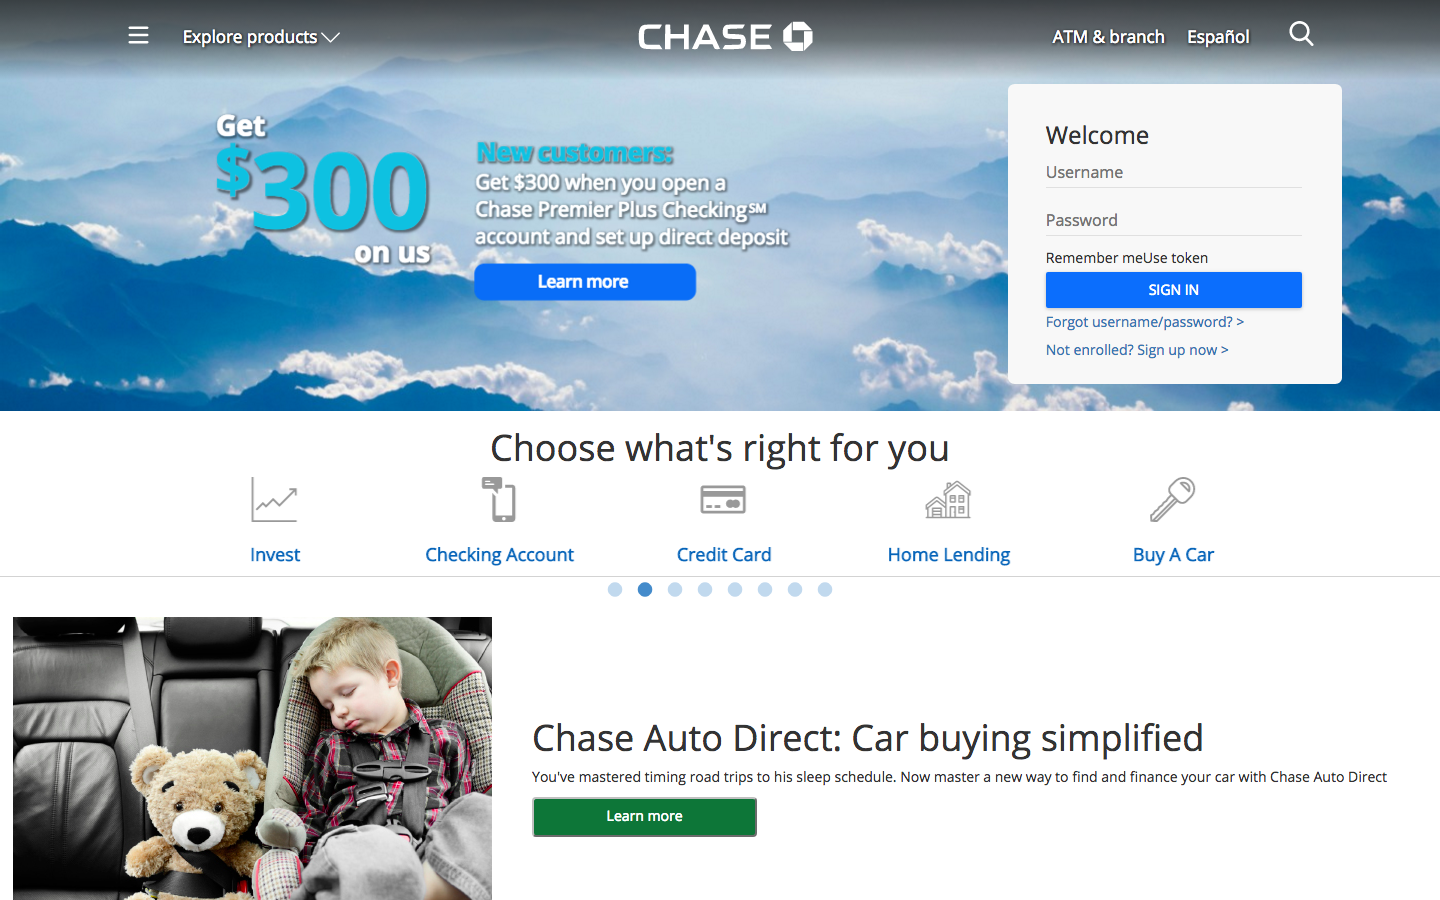 Explore products
CHASE
ATM & branch
Español
Get
$300
on us
New customers:
Get $300 when you open a
Chase Premier Plus Checking℠
account and set up direct deposit
Learn more
Welcome
Username
Password
Remember meUse token
SIGN IN
Forgot username/password? >
Not enrolled? Sign up now >
Choose what's right for you
Invest
Checking Account
Credit Card
Home Lending
Buy A Car
Chase Auto Direct: Car buying simplified
You've mastered timing road trips to his sleep schedule. Now master a new way to find and finance your car with Chase Auto Direct
Learn more